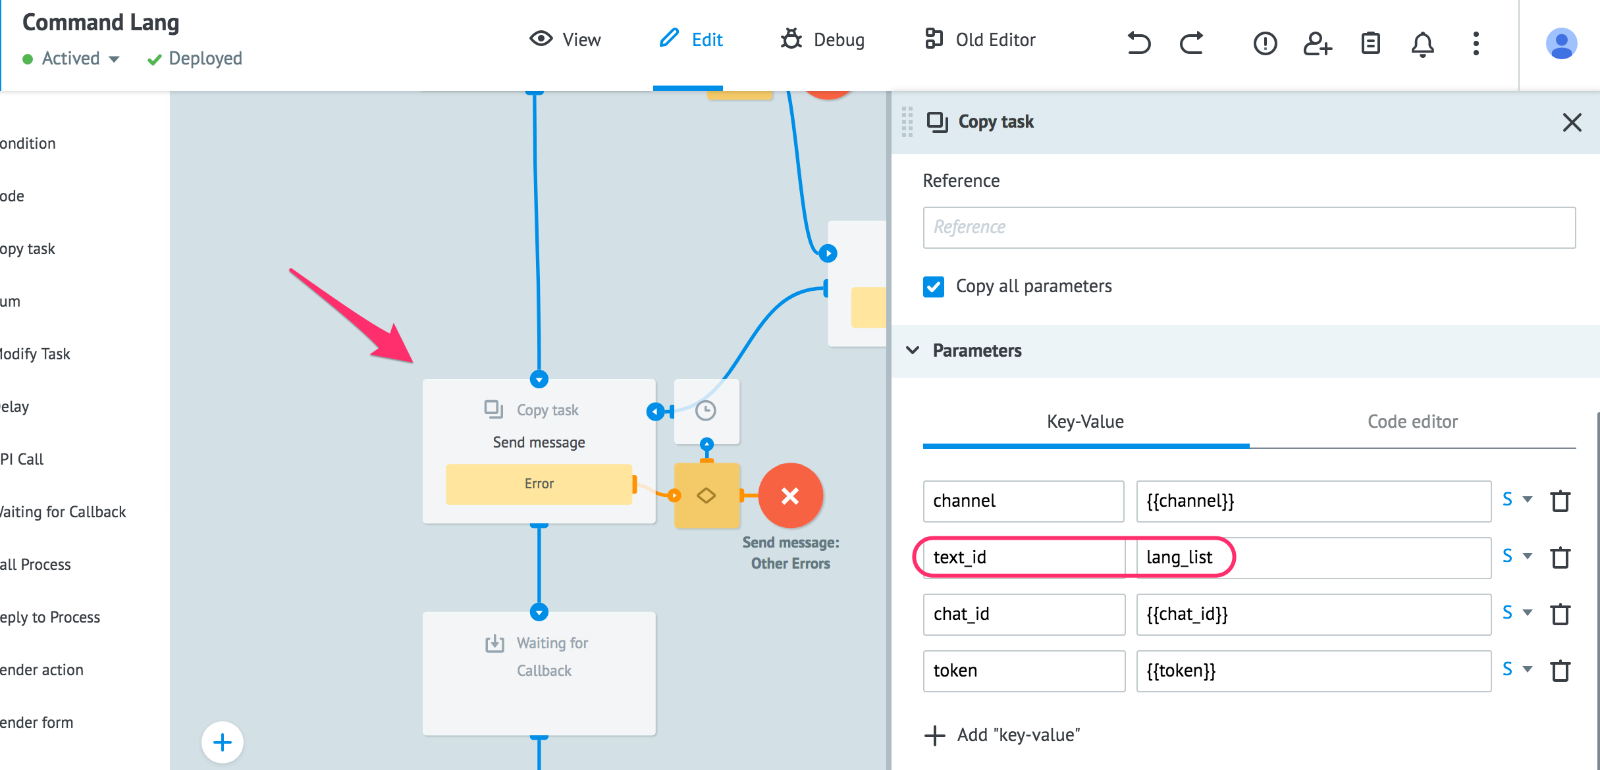 Command Lang
Actived
Deployed
View
Edit
Debug
Old Editor
ondition
ode
opy task
um
Modify Task
elay
PI Call
Vaiting for Callback
all Process
eply to Process
ender action
ender form
Copy task
Send message
Error
Send message:
Other Errors
Waiting for
Callback
Copy task
Reference
Reference
Copy all parameters
Parameters
Key-Value
Code editor
channel
{{channel}}
S
text_id
lang_list
S
chat_id
{{chat_id}}
S
token
{{token}}
S
Add "key-value"